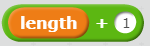 length + 1